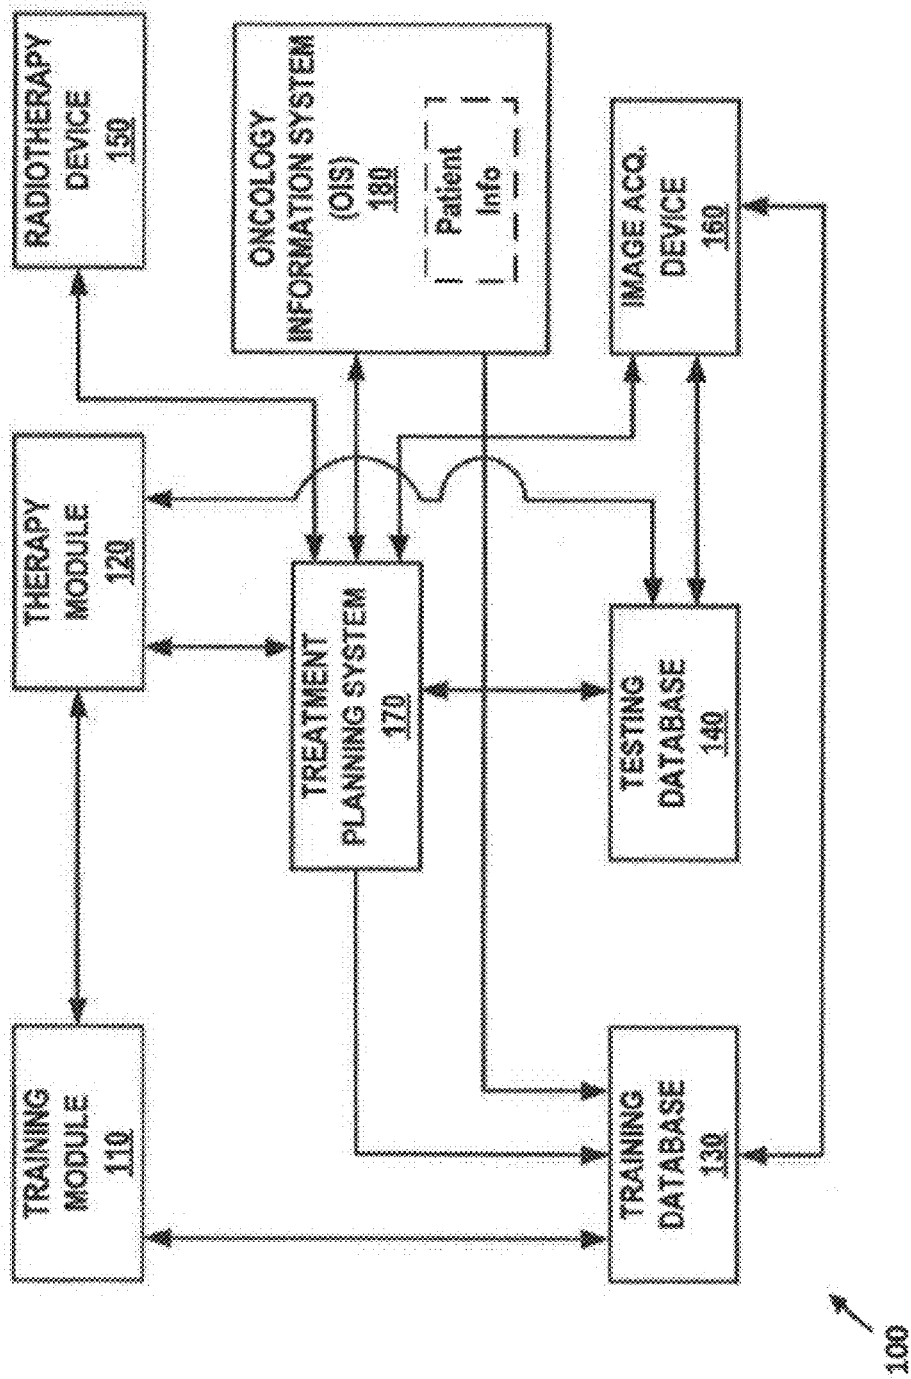 TRAINING
MODULE
110
THERAPY
MODULE
120
RADIOTHERAPY
DEVICE
150
TREATMENT
PLANNING SYSTEM
170
ONCOLOGY
INFORMATION SYSTEM
(OIS)
180
Patient
Info
TRAINING
DATABASE
130
TESTING
DATABASE
140
IMAGE ACQ.
DEVICE
160
100